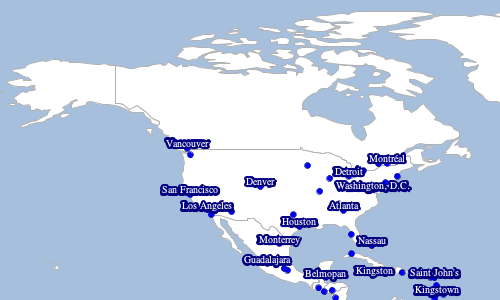 Vancouver
Montréal
Detroit
Denver
Washington, D.C.
San Francisco
Los Angeles
Atlanta
Houston
Monterrey
Nassau
Guadalajara
Belmopan
Kingston
Saint John's
Kingstown